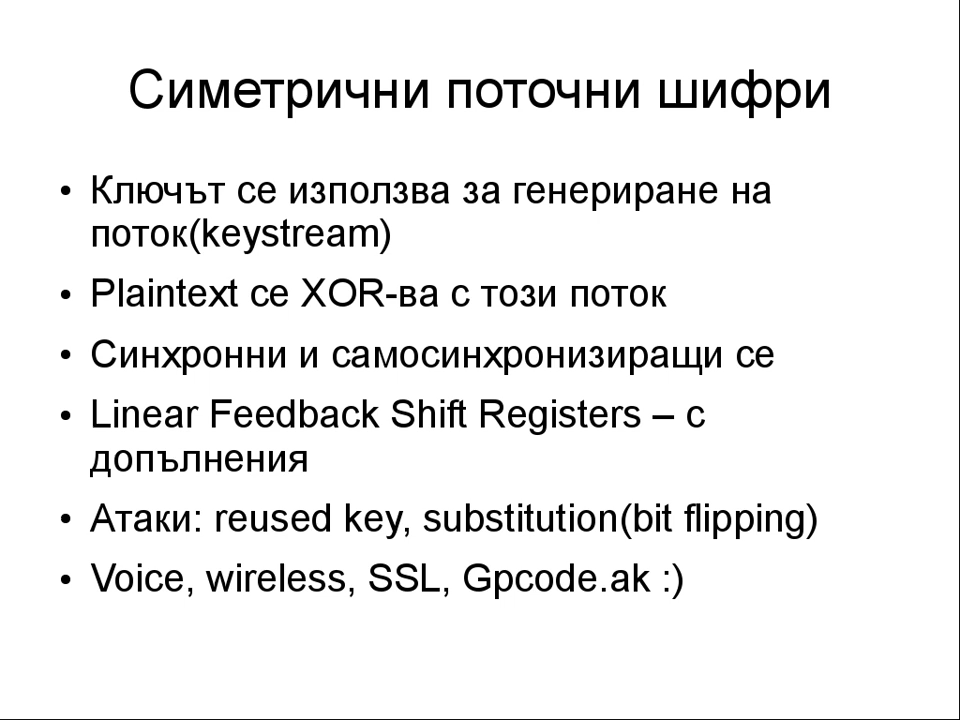 Симетрични поточни шифри
• Ключът се използва за генериране на
поток(keystream)
• Plaintext се XOR-ва с този поток
• Синхронни и самосинхронизиращи се
• Linear Feedback Shift Registers – с
допълнения
• Атаки: reused key, substitution(bit flipping)
• Voice, wireless, SSL, Gpcode.ak :)